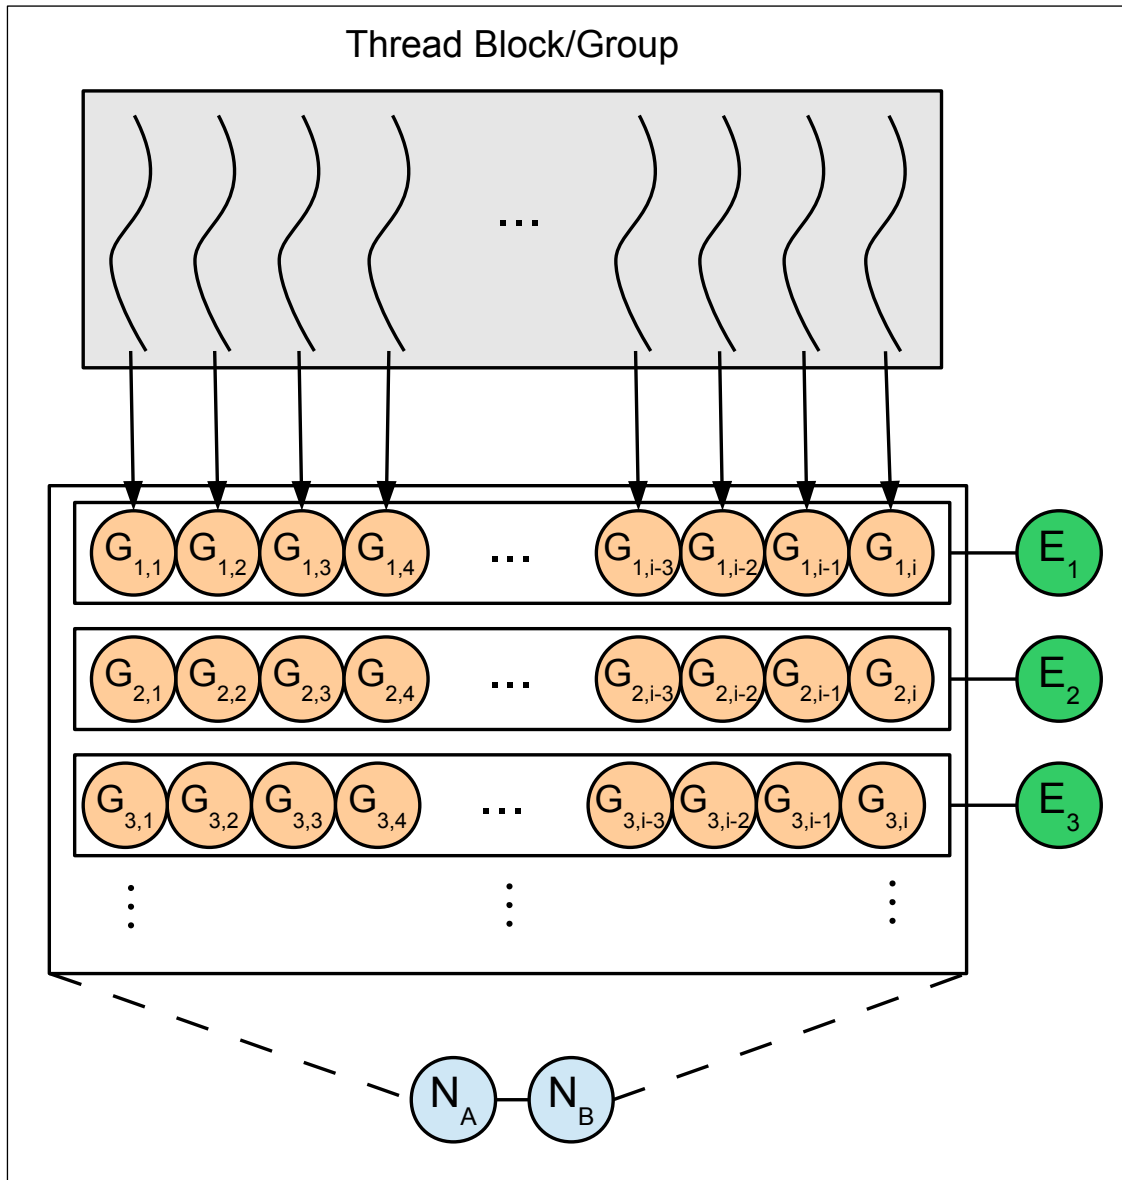 Thread Block/Group
...
G1,1 G1,2 G1,3 G1,4 ... G1,i-3 G1,i-2 G1,i-1 G1,i E1
G2,1 G2,2 G2,3 G2,4 ... G2,i-3 G2,i-2 G2,i-1 G2,i E2
G3,1 G3,2 G3,3 G3,4 ... G3,i-3 G3,i-2 G3,i-1 G3,i E3
NA NB